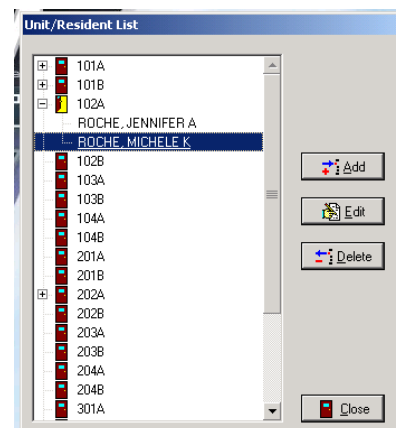 Unit/Resident List
101A
101B
102A
ROCHE, JENNIFER A
ROCHE, MICHELE K
102B
103A
103B
104A
104B
201A
201B
202A
202B
203A
203B
204A
204B
301A
Add
Edit
Delete
Close